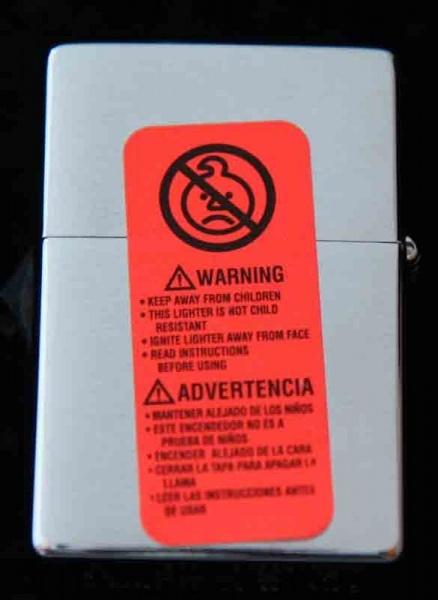 WARNING
• KEEP AWAY FROM CHILDREN
• THIS LIGHTER IS NOT CHILD
RESISTANT
• IGNITE LIGHTER AWAY FROM FACE
• READ INSTRUCTIONS
BEFORE USING
ADVERTENCIA
• MANTENER ALEJADO DE LOS NIÑOS
• ESTE ENCENDEDOR NO ES A
PRUEBA DE NIÑOS
• ENCENDER ALEJADO DE LA CARA
• CERRAR LA TAPA PARA APAGAR LA
LLAMA
• LEER LAS INSTRUCCIONES ANTES
DE USAR